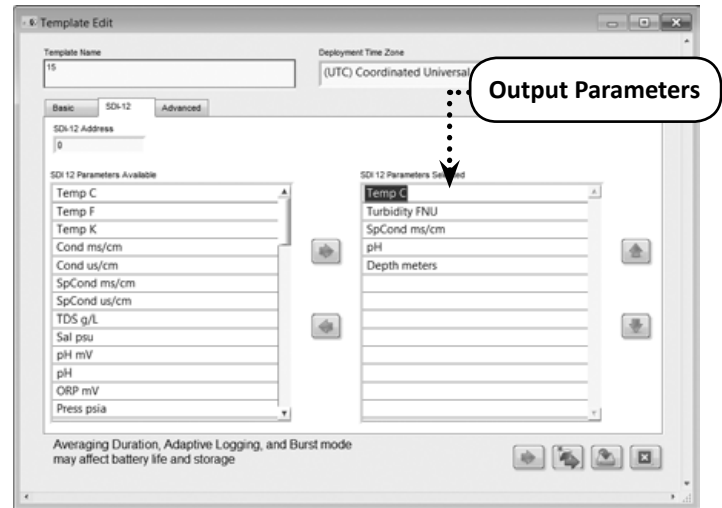 Template Edit
Template Name
Deployment Time Zone
15
(UTC) Coordinated Universal
Output Parameters
Basic
SDI-12
Advanced
SDI-12 Address
0
SDI 12 Parameters Available
SDI 12 Parameters Selected
Temp C
Temp F
Temp K
Cond ms/cm
Cond us/cm
SpCond ms/cm
SpCond us/cm
TDS g/L
Sal psu
pH mV
pH
ORP mV
Press psia
Temp C
Turbidity FNU
SpCond ms/cm
pH
Depth meters
Averaging Duration, Adaptive Logging, and Burst mode
may affect battery life and storage